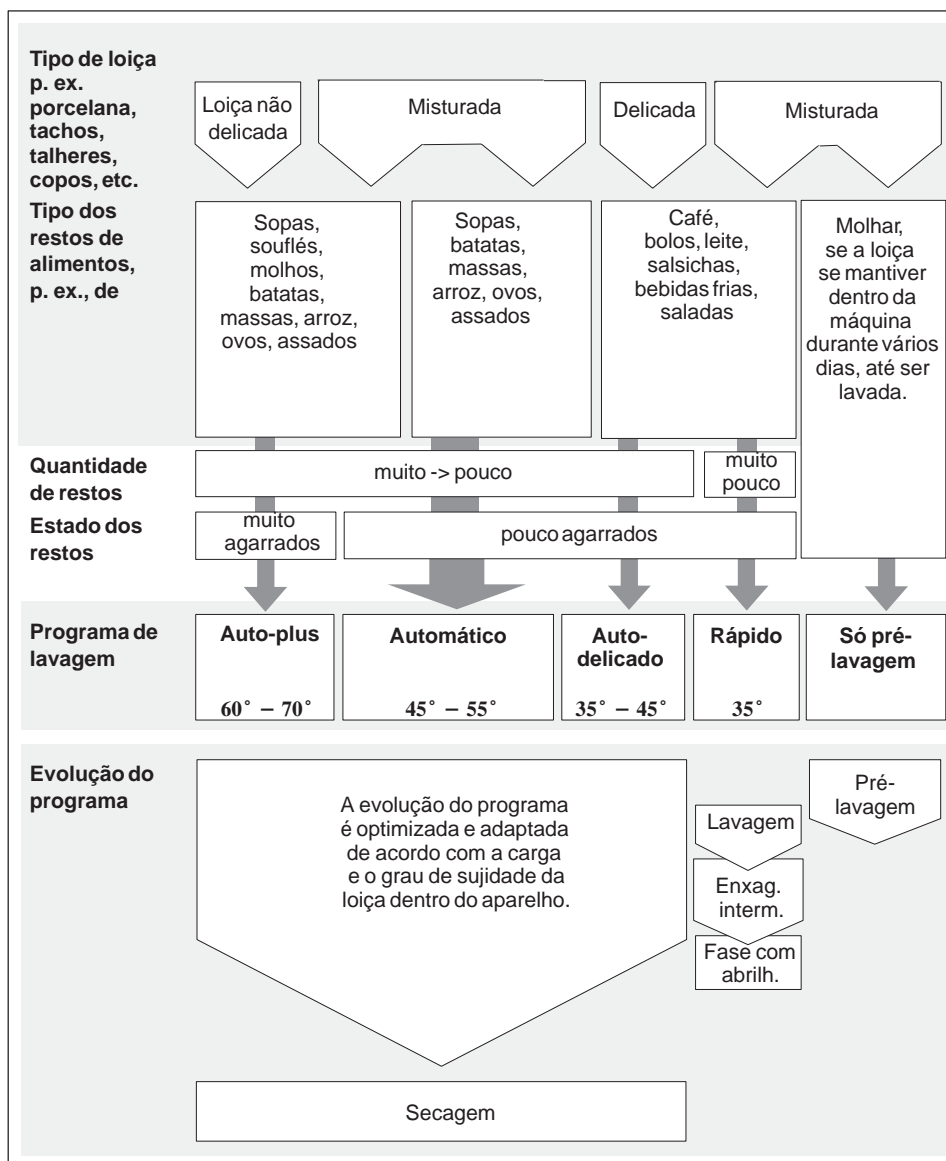 Tipo de loiça
p. ex.
porcelana,
tachos,
talheres,
copos, etc.
Loiça não
delicada
Misturada
Delicada
Misturada
Tipo dos
restos de
alimentos,
p. ex., de
Sopas,
souflés,
molhos,
batatas,
massas, arroz,
ovos, assados
Sopas,
batatas,
massas,
arroz, ovos,
assados
Café,
bolos, leite,
salsichas,
bebidas frias,
saladas
Molhar,
se a loiça
se mantiver
dentro da
máquina
durante vários
dias, até ser
lavada.
Quantidade
de restos
muito -> pouco
muito
pouco
Estado dos
restos
muito
agarrados
pouco agarrados
Programa de
lavagem
Auto-plus
60° – 70°
Automático
45° – 55°
Auto-
delicado
35° – 45°
Rápido
35°
Só pré-
lavagem
Evolução do
programa
A evolução do programa
é optimizada e adaptada
de acordo com a carga
e o grau de sujidade da
loiça dentro do aparelho.
Lavagem
Enxag.
interm.
Fase com
abrilh.
Pré-
lavagem
Secagem